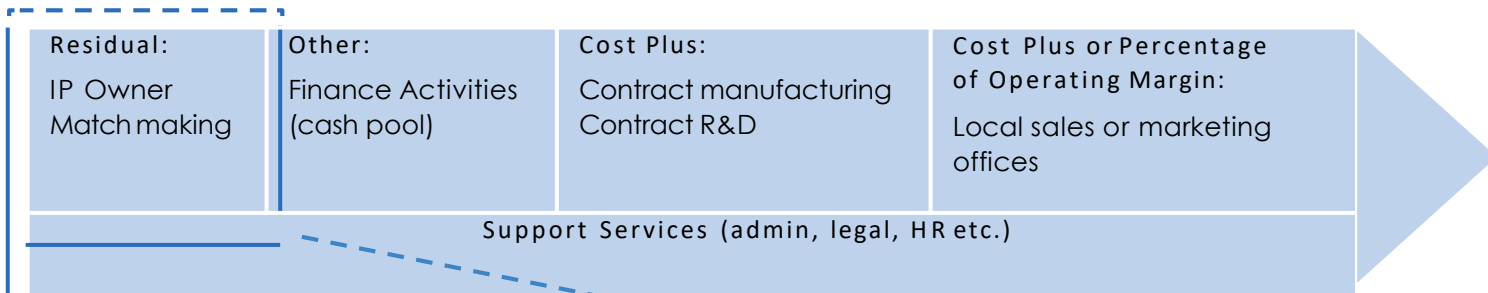 Residual:
IP Owner
Match making
Other:
Finance Activities
(cash pool)
Cost Plus:
Contract manufacturing
Contract R&D
Cost Plus or Percentage
of Operating Margin:
Local sales or marketing
offices
Support Services (admin, legal, HR etc.)